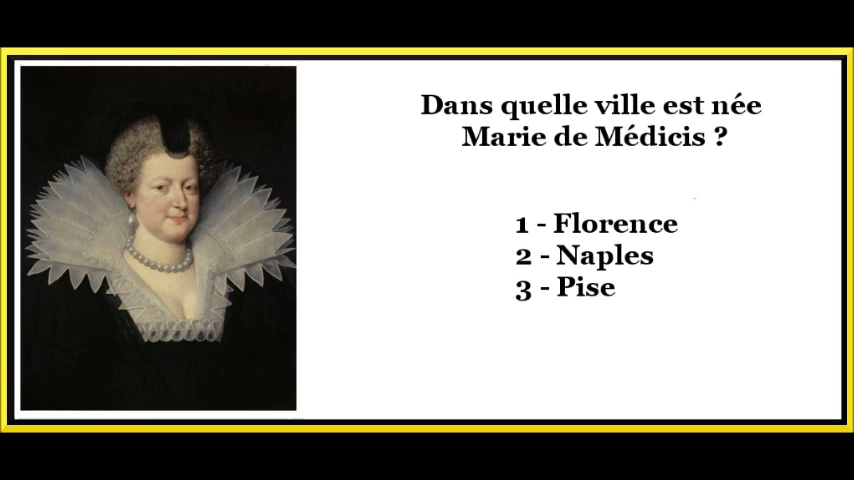 Dans quelle ville est née
Marie de Médicis ?
1 - Florence
2 - Naples
3 - Pise